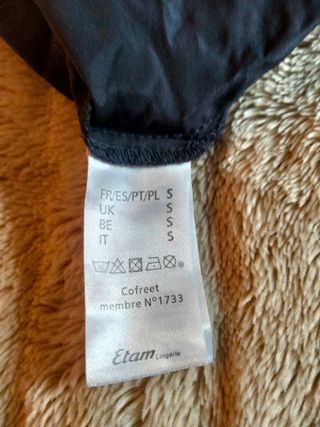 FR/ES/PT/PL S
UK S
BE S
IT S
Cofreet
membre N°1733
Etam Lingerie